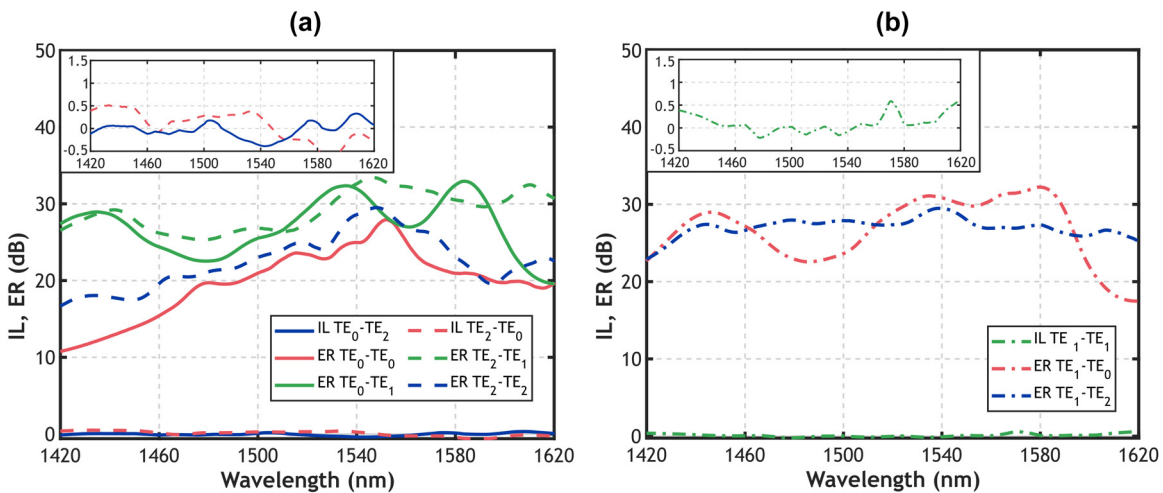 (a)
50
40
30
20
10
0
IL, ER (dB)
1420 1460 1500 1540 1580 1620
Wavelength (nm)
1.5
1
0.5
0
-0.5
1420 1460 1500 1540 1580 1620
IL TE₀-TE₂
ER TE₀-TE₀
ER TE₀-TE₁
IL TE₂-TE₀
ER TE₂-TE₁
ER TE₂-TE₂
(b)
50
40
30
20
10
0
IL, ER (dB)
1420 1460 1500 1540 1580 1620
Wavelength (nm)
1.5
1
0.5
0
-0.5
1420 1460 1500 1540 1580 1620
IL TE ₁-TE₁
ER TE₁-TE₀
ER TE₁-TE₂